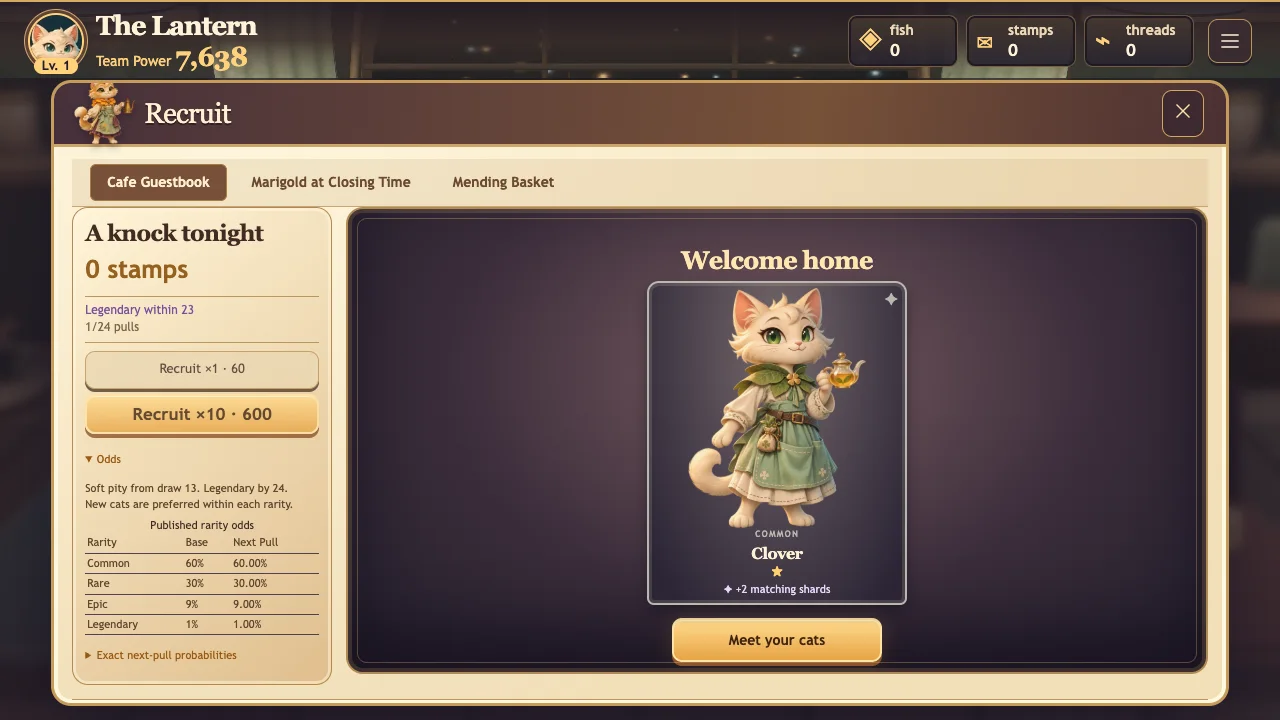 The Lantern
Team Power 7,638
Lv. 1
fish
0
stamps
0
threads
0
Recruit
Cafe Guestbook
Marigold at Closing Time
Mending Basket
A knock tonight
0 stamps
Legendary within 23
1/24 pulls
Recruit ×1 · 60
Recruit ×10 · 600
Odds
Soft pity from draw 13. Legendary by 24.
New cats are preferred within each rarity.
Published rarity odds
Rarity Base Next Pull
Common 60% 60.00%
Rare 30% 30.00%
Epic 9% 9.00%
Legendary 1% 1.00%
Exact next-pull probabilities
Welcome home
COMMON
Clover
+2 matching shards
Meet your cats